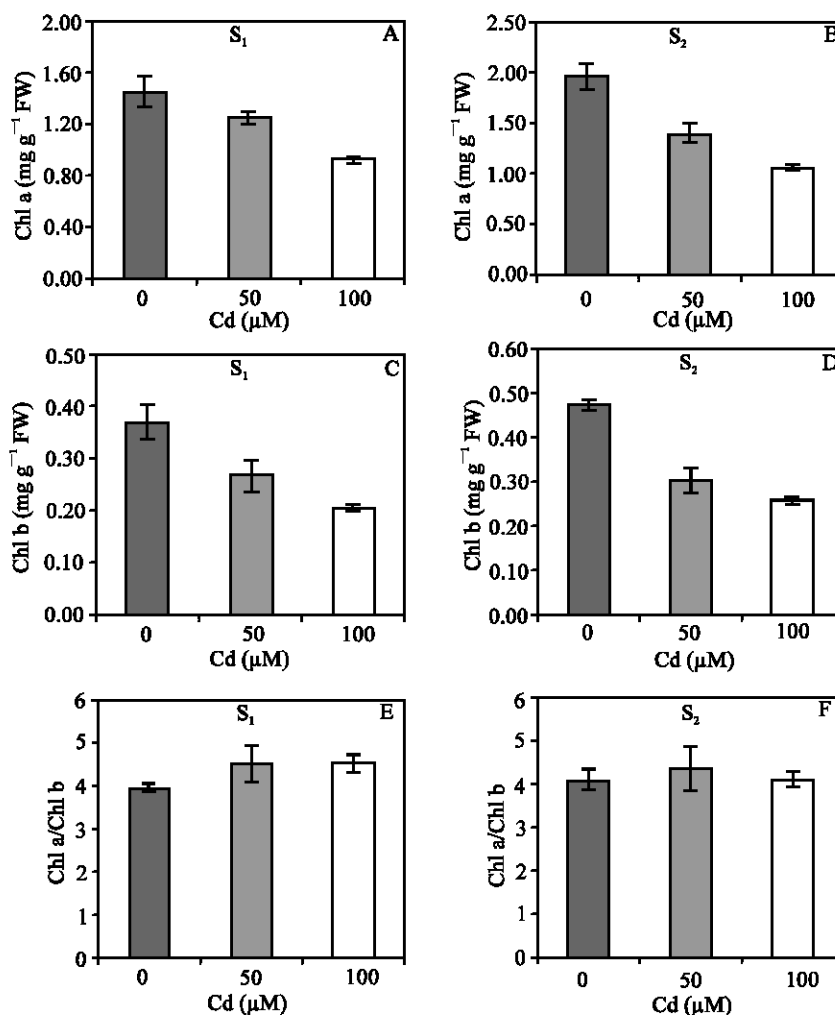 S₁ A
Chl a (mg g⁻¹ FW)
2.00
1.60
1.20
0.80
0.40
0.00
0 50 100
Cd (µM)
S₂ B
Chl a (mg g⁻¹ FW)
2.50
2.00
1.50
1.00
0.50
0.00
0 50 100
Cd (µM)
S₁ C
Chl b (mg g⁻¹ FW)
0.50
0.40
0.30
0.20
0.10
0.00
0 50 100
Cd (µM)
S₂ D
Chl b (mg g⁻¹ FW)
0.60
0.50
0.40
0.30
0.20
0.10
0.00
0 50 100
Cd (µM)
S₁ E
Chl a/Chl b
6
5
4
3
2
1
0
0 50 100
Cd (µM)
S₂ F
Chl a/Chl b
6
5
4
3
2
1
0
0 50 100
Cd (µM)